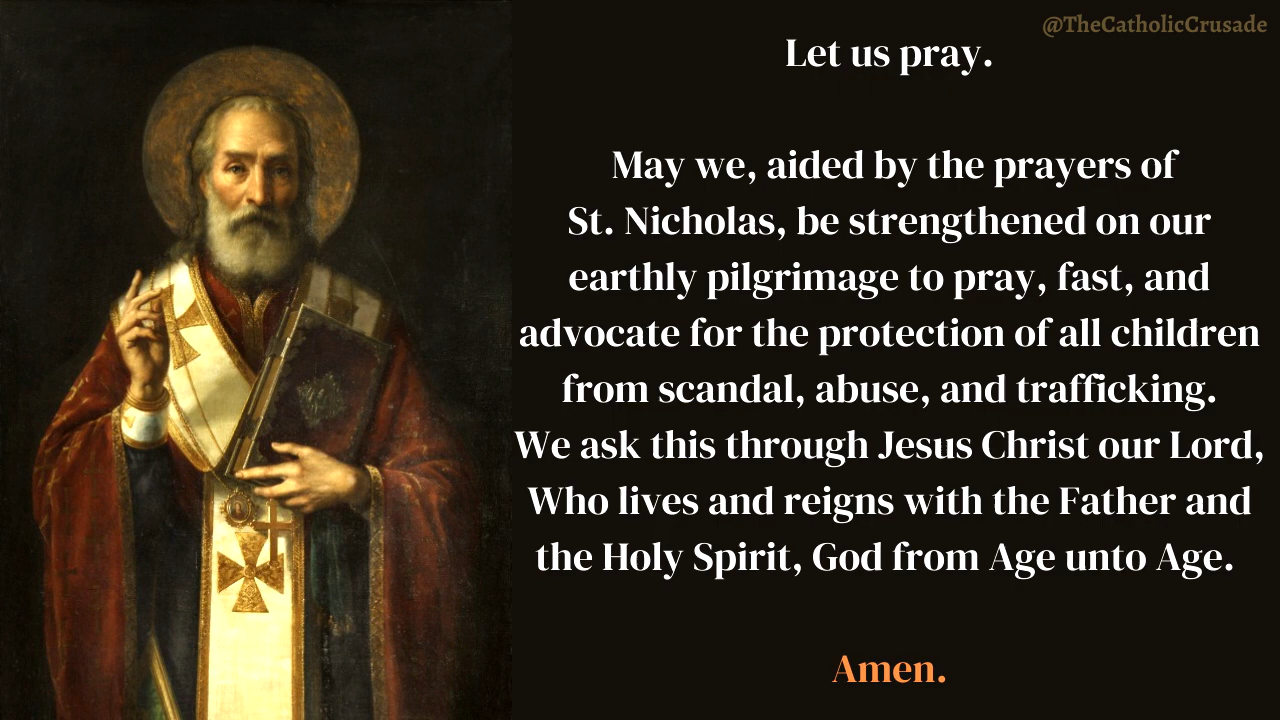 @TheCatholicCrusade
Let us pray.
May we, aided by the prayers of
St. Nicholas, be strengthened on our
earthly pilgrimage to pray, fast, and
advocate for the protection of all children
from scandal, abuse, and trafficking.
We ask this through Jesus Christ our Lord,
Who lives and reigns with the Father and
the Holy Spirit, God from Age unto Age.
Amen.